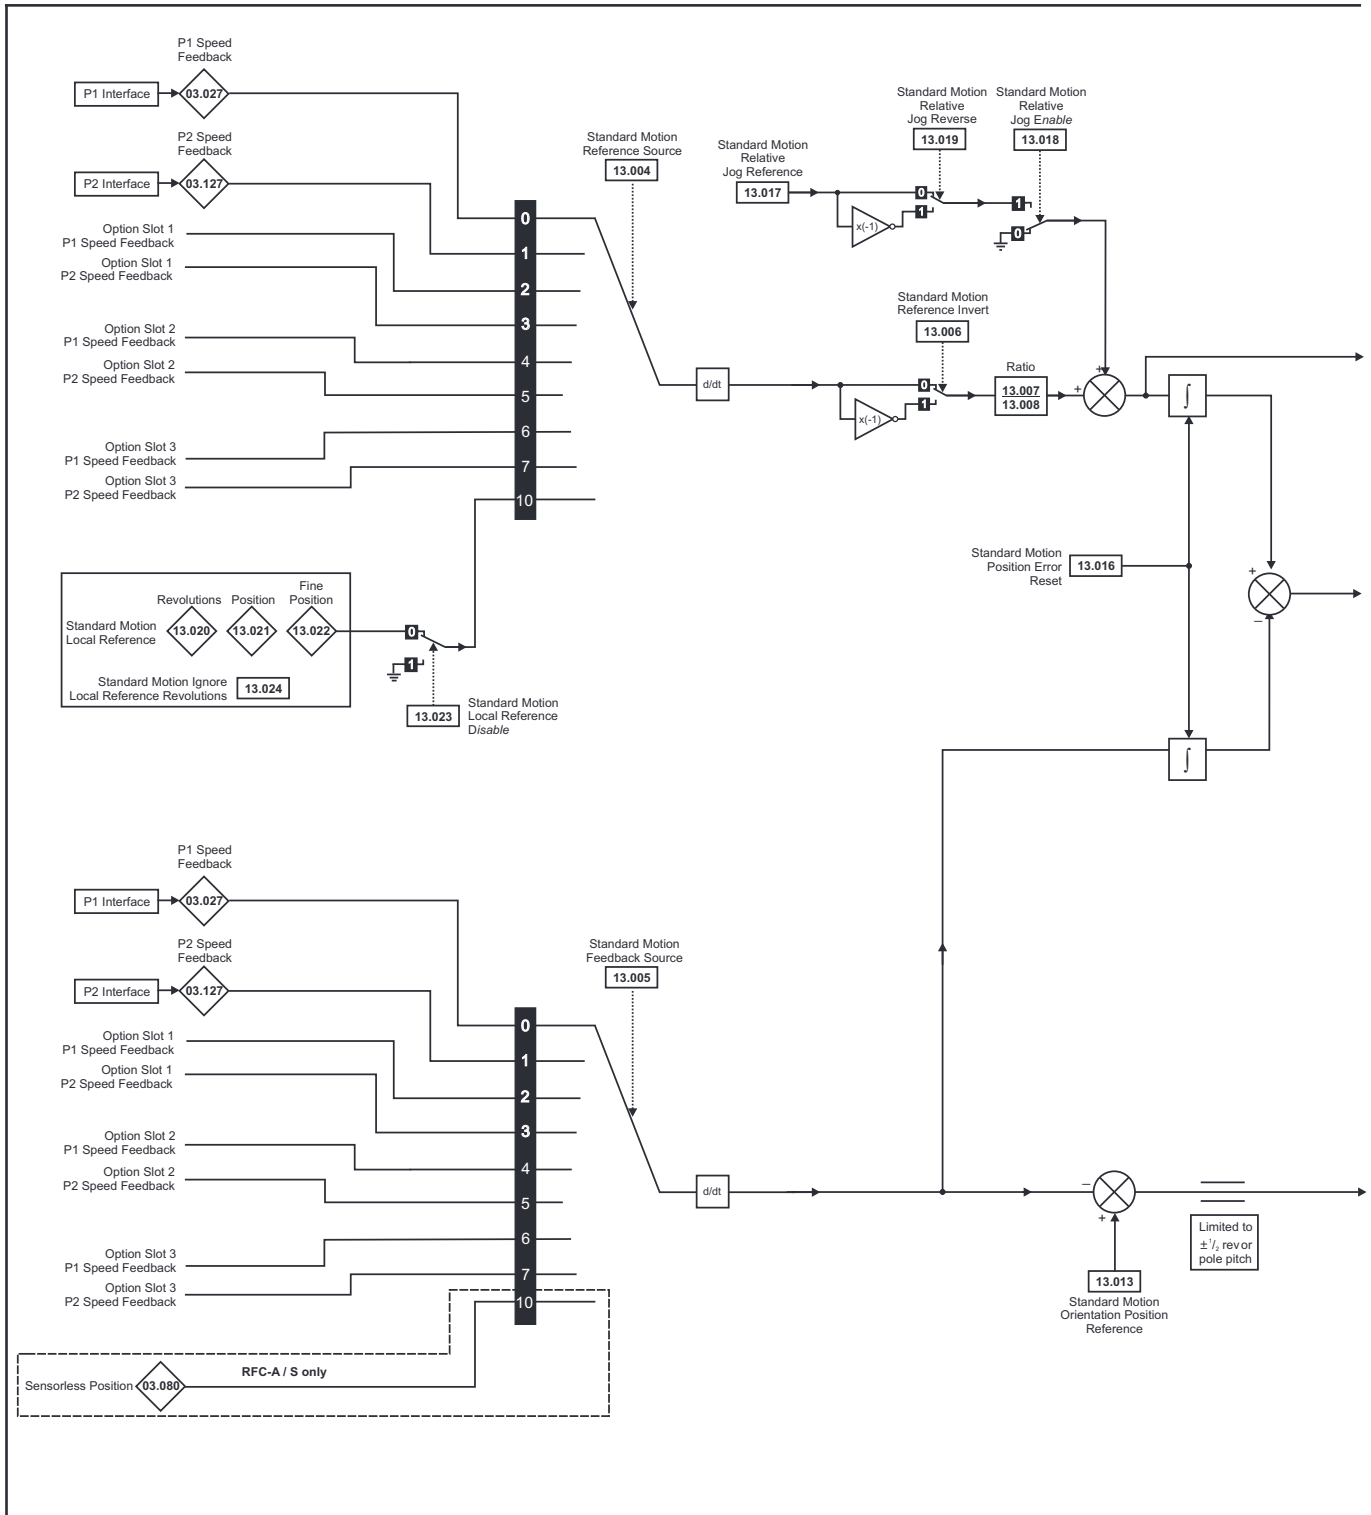 P1 Speed
Feedback
P1 Interface
03.027
P2 Speed
Feedback
P2 Interface
03.127
Option Slot 1
P1 Speed Feedback
Option Slot 1
P2 Speed Feedback
Option Slot 2
P1 Speed Feedback
Option Slot 2
P2 Speed Feedback
Option Slot 3
P1 Speed Feedback
Option Slot 3
P2 Speed Feedback
0
1
2
3
4
5
6
7
10
Standard Motion
Reference Source
13.004
Standard Motion
Relative
Jog Reference
13.017
Standard Motion
Relative
Jog Reverse
13.019
Standard Motion
Relative
Jog Enable
13.018
0
1
x(-1)
1
0
d/dt
Standard Motion
Reference Invert
13.006
0
1
x(-1)
Ratio
13.007
13.008
+
+
∫
Standard Motion
Position Error
Reset
13.016
+
−
∫
Revolutions
Position
Fine
Position
Standard Motion
Local Reference
13.020
13.021
13.022
Standard Motion Ignore
Local Reference Revolutions
13.024
0
1
13.023
Standard Motion
Local Reference
Disable
P1 Speed
Feedback
P1 Interface
03.027
P2 Speed
Feedback
P2 Interface
03.127
Option Slot 1
P1 Speed Feedback
Option Slot 1
P2 Speed Feedback
Option Slot 2
P1 Speed Feedback
Option Slot 2
P2 Speed Feedback
Option Slot 3
P1 Speed Feedback
Option Slot 3
P2 Speed Feedback
0
1
2
3
4
5
6
7
10
Standard Motion
Feedback Source
13.005
d/dt
−
+
13.013
Standard Motion
Orientation Position
Reference
Limited to
±1/2 rev or
pole pitch
RFC-A / S only
Sensorless Position
03.080